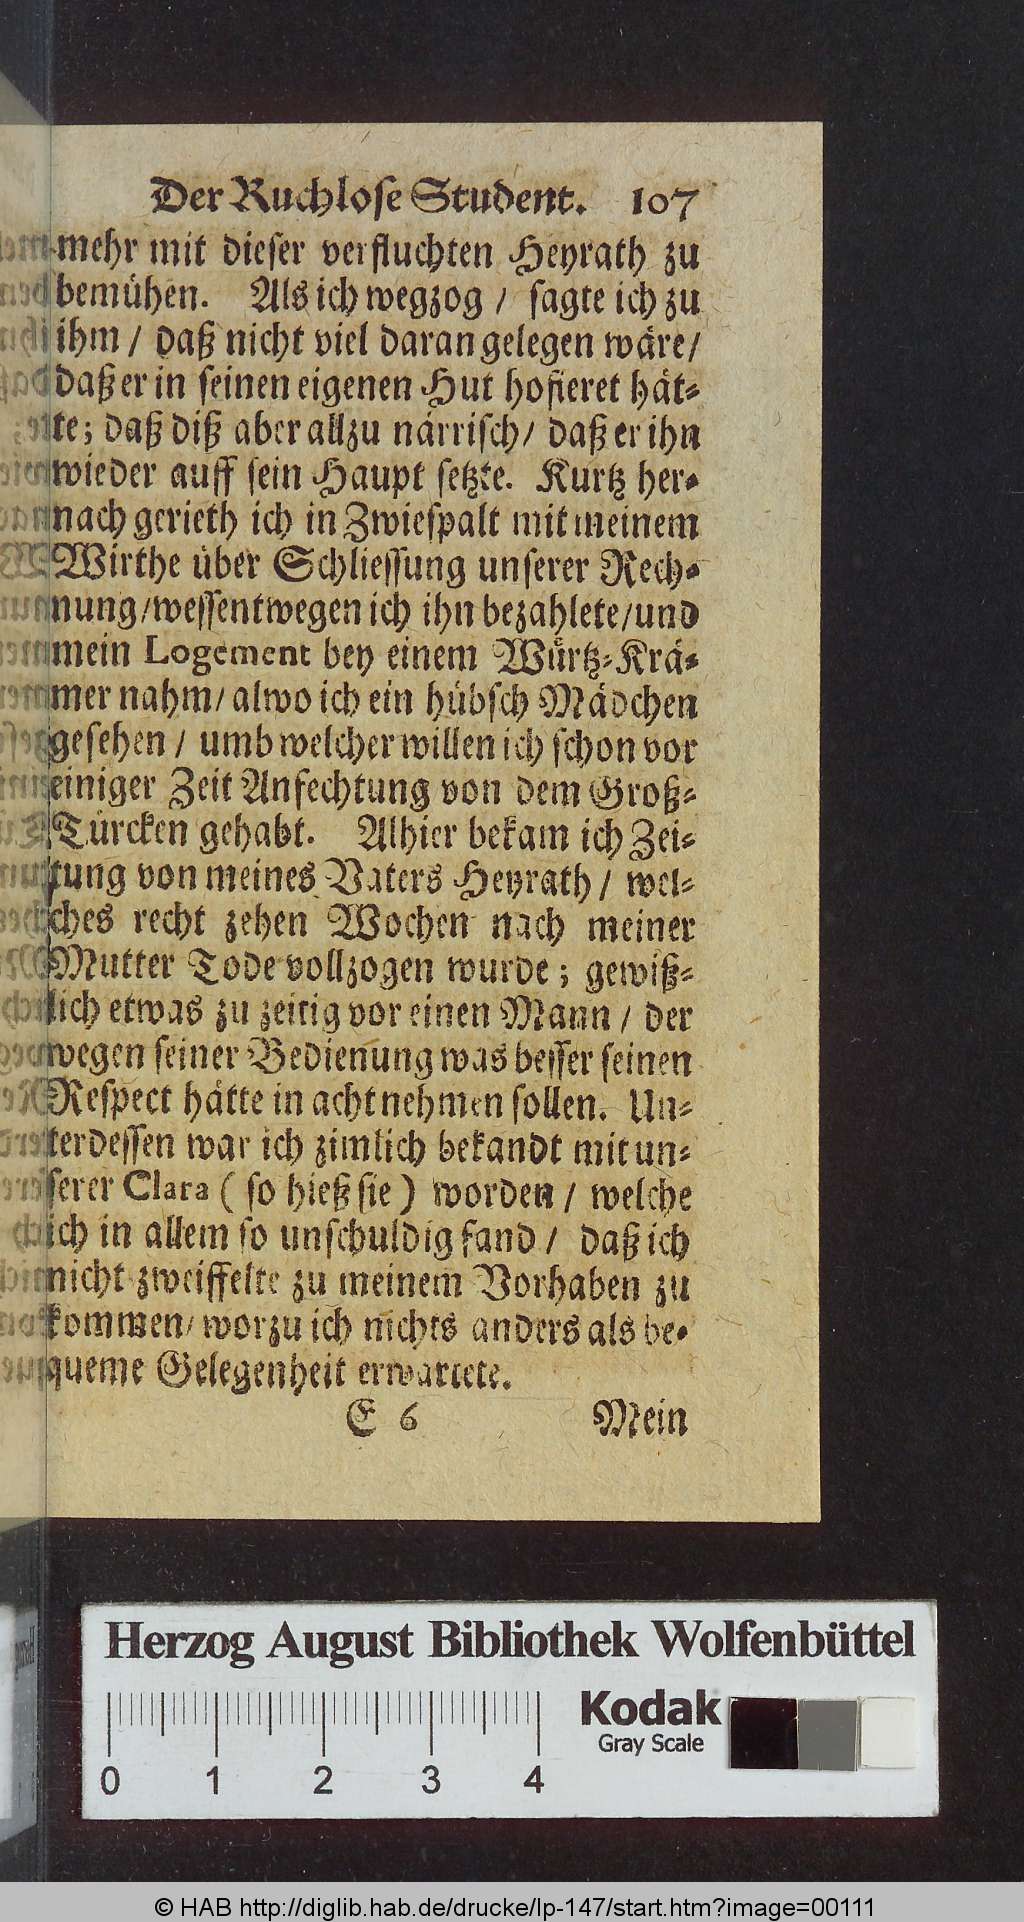 Der Ruchlose Student. 107
mehr mit dieser verfluchten Heyrath zu
bemühen. Als ich wegzog / sagte ich zu
ihm / daß nicht viel daran gelegen wäre/
daß er in seinen eigenen Hut hofieret hät-
te; daß diß aber allzu närrisch/ daß er ihn
wieder auff sein Haupt setzte. Kurtz her-
nach gerieth ich in Zwiespalt mit meinem
Wirthe über Schliessung unserer Rech-
nung/wessentwegen ich ihn bezahlete/und
mein Logement bey einem Würtz-Krä-
mer nahm/ alwo ich ein hübsch Mädchen
gesehen / umb welcher willen ich schon vor
einiger Zeit Anfechtung von dem Groß-
Türcken gehabt. Alhier bekam ich Zei-
tung von meines Vaters Heyrath / wel-
ches recht zehen Wochen nach meiner
Mutter Tode vollzogen wurde; gewiß-
lich etwas zu zeitig vor einen Mann / der
wegen seiner Bedienung was besser seinen
Respect hätte in acht nehmen sollen. Un-
terdessen war ich zimlich bekandt mit un-
serer Clara ( so hieß sie ) worden / welche
ich in allem so unschuldig fand / daß ich
nicht zweiffelte zu meinem Vorhaben zu
kommen/ worzu ich nichts anders als be-
queme Gelegenheit erwartete.
E 6 Mein
Herzog August Bibliothek Wolfenbüttel
Kodak
Gray Scale
0 1 2 3 4
© HAB http://diglib.hab.de/drucke/lp-147/start.htm?image=00111